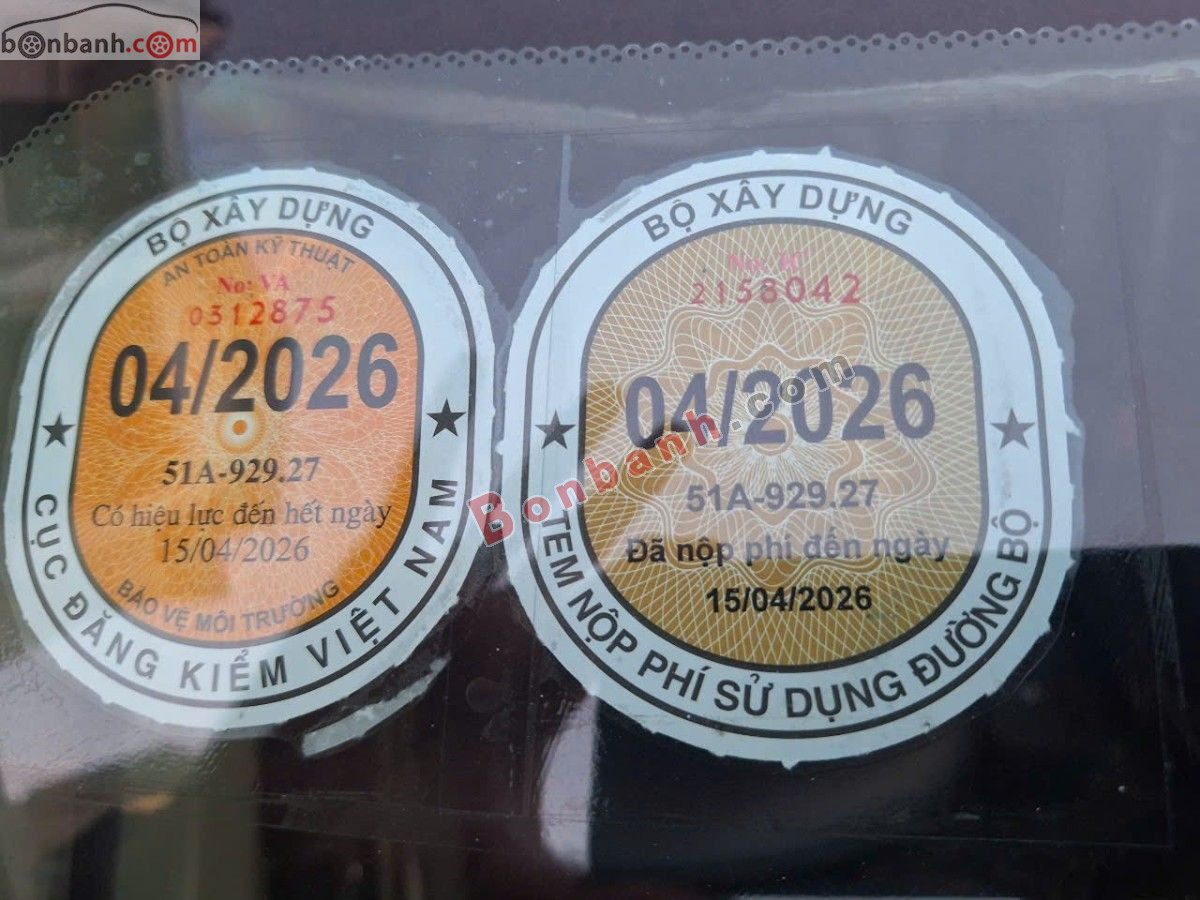 bonbanh.com
BỘ XÂY DỰNG
AN TOÀN KỸ THUẬT
No: VA
0312875
04/2026
51A-929.27
Có hiệu lực đến hết ngày
15/04/2026
BẢO VỆ MÔI TRƯỜNG
CỤC ĐĂNG KIỂM VIỆT NAM
BỘ XÂY DỰNG
No:
2158042
04/2026
51A-929.27
Đã nộp phí đến ngày
15/04/2026
TEM NỘP PHÍ SỬ DỤNG ĐƯỜNG BỘ
Bonbanh.com